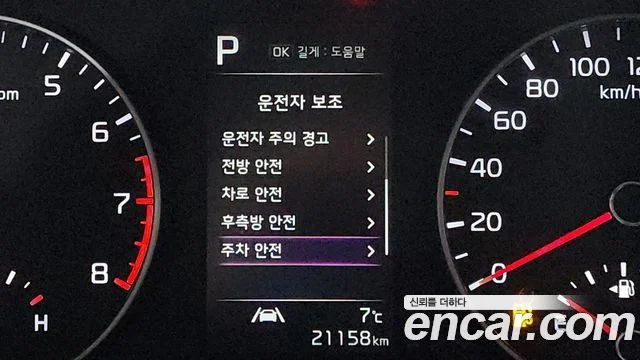 P
OK 길게 : 도움말
운전자 보조
운전자 주의 경고 >
전방 안전 >
차로 안전 >
후측방 안전 >
주차 안전 >
7℃
21158km
5
6
7
8
H
0
20
40
60
80
100
km/h
신뢰를 더하다
encar.com